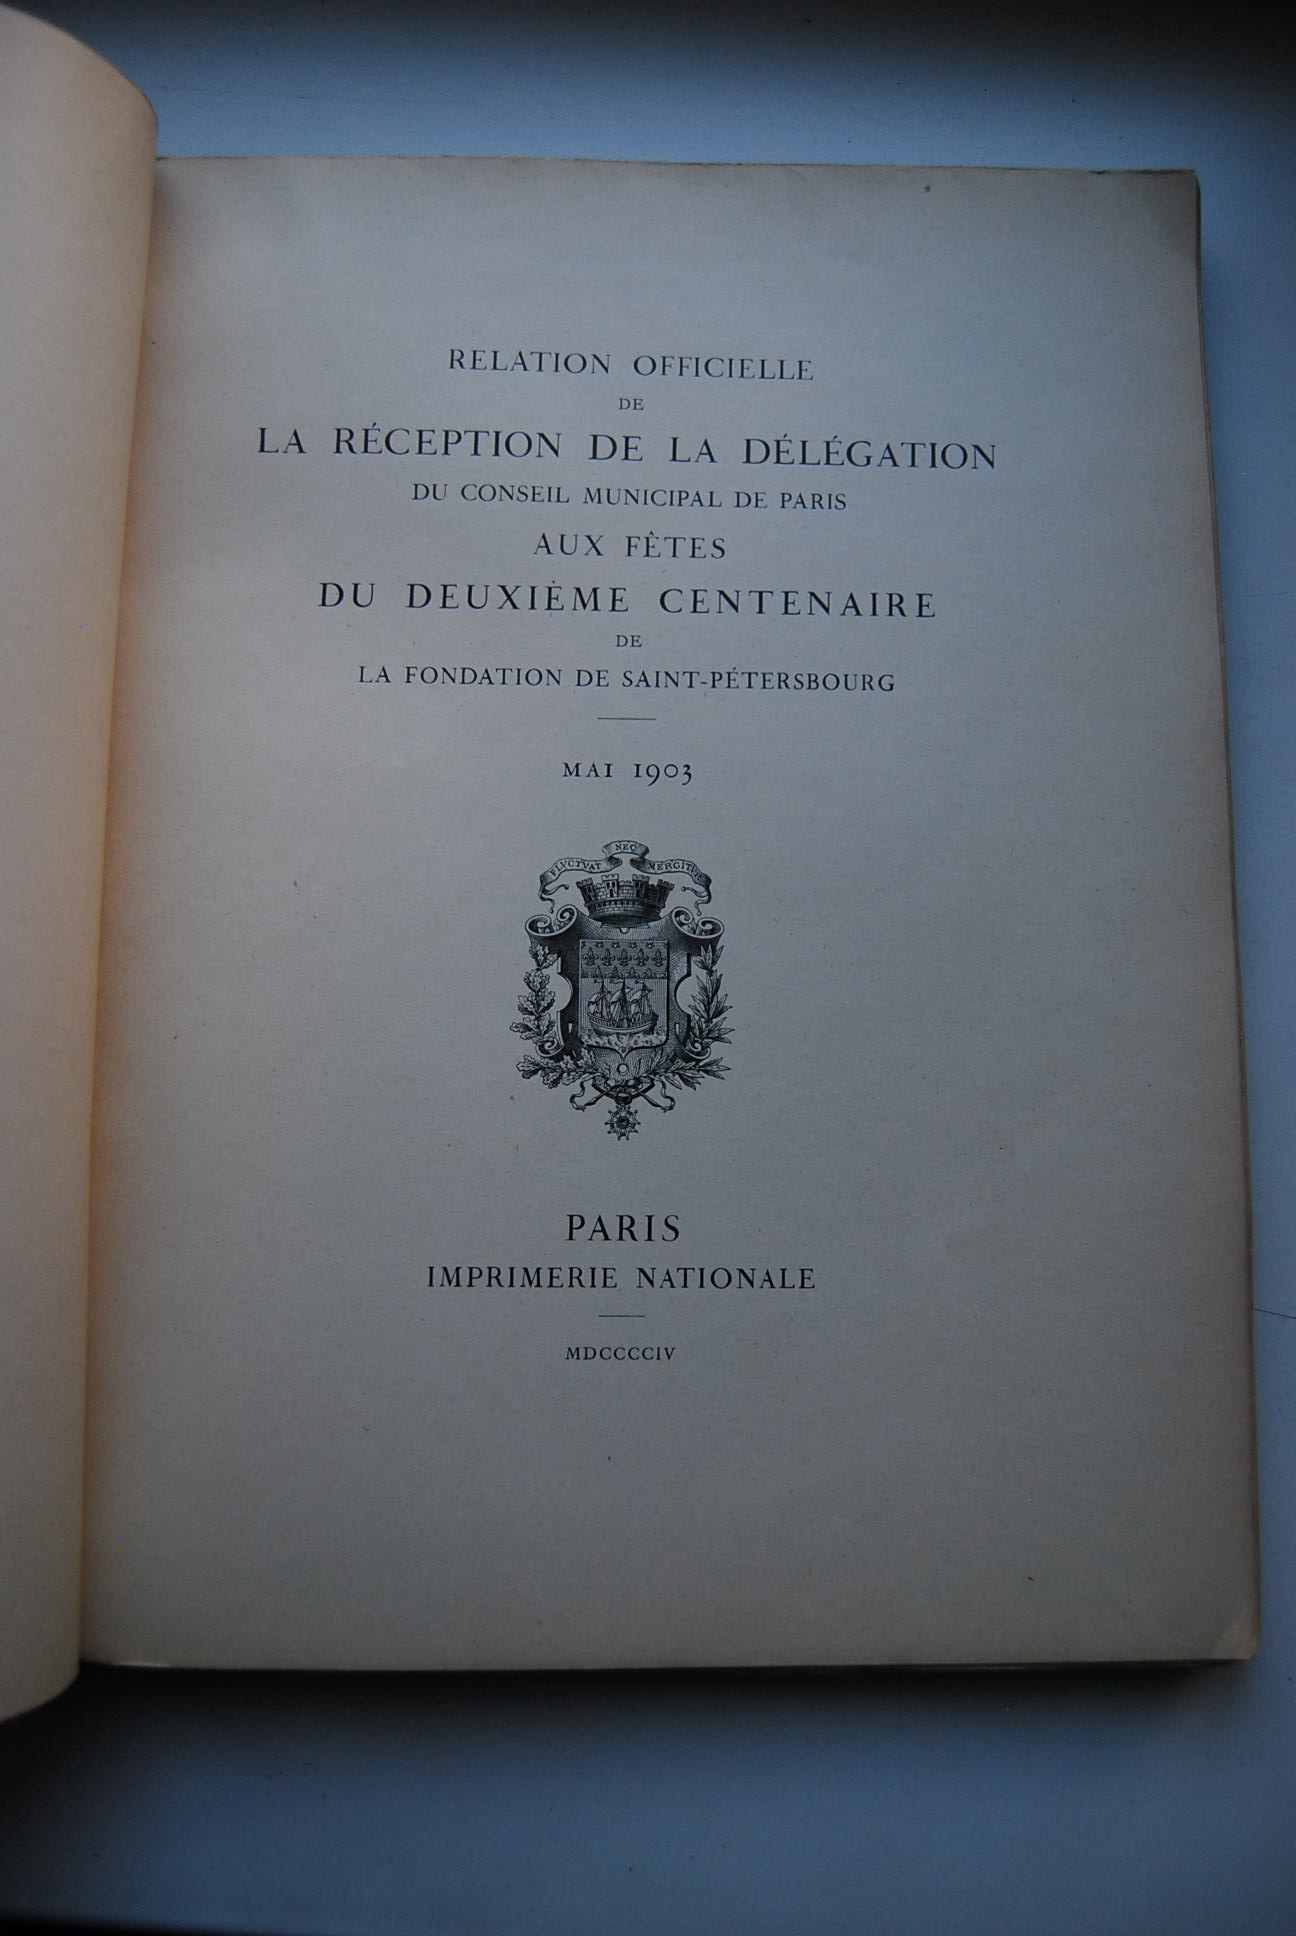 RELATION OFFICIELLE
DE
LA RÉCEPTION DE LA DÉLÉGATION
DU CONSEIL MUNICIPAL DE PARIS
AUX FÊTES
DU DEUXIÈME CENTENAIRE
DE
LA FONDATION DE SAINT-PÉTERSBOURG
MAI 1903
FLVCTVAT NEC MERGITVR
PARIS
IMPRIMERIE NATIONALE
MDCCCCIV